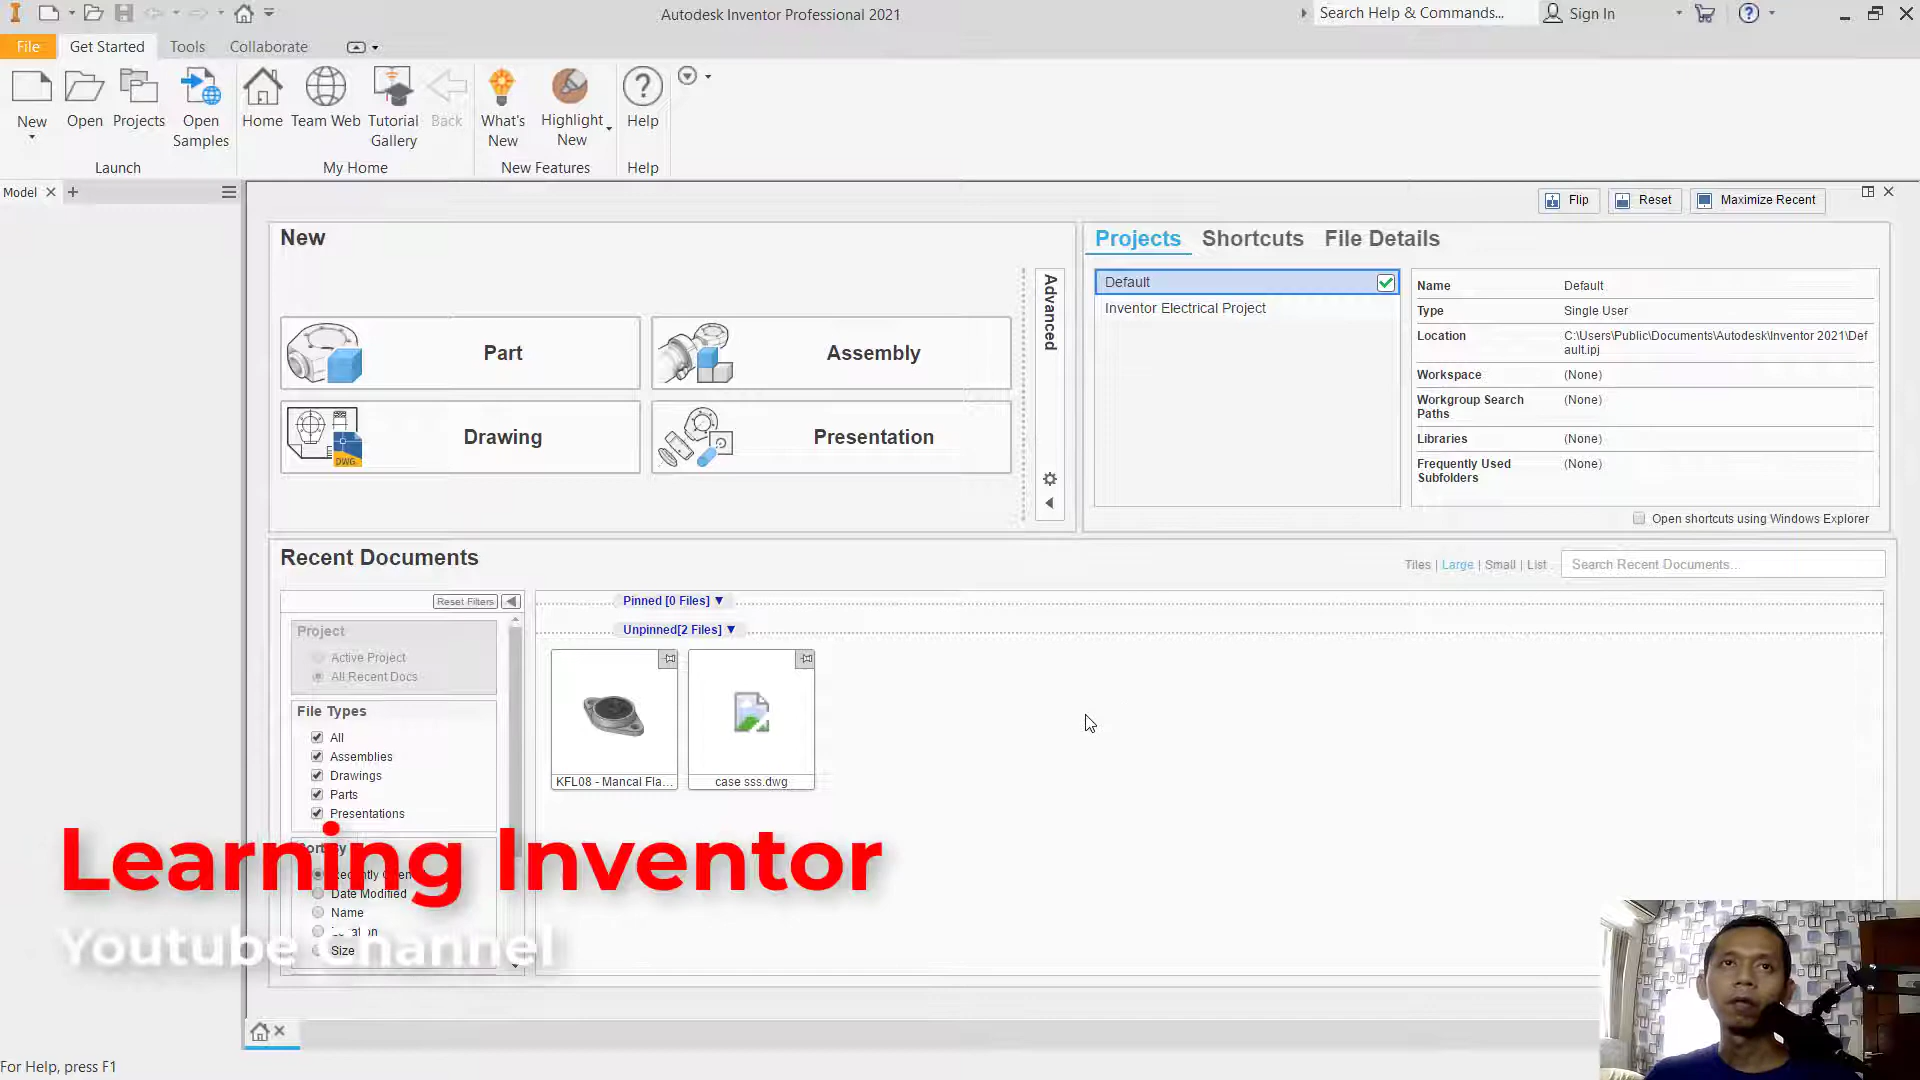 Autodesk Inventor Professional 2021
Search Help & Commands...
Sign In
File
Get Started
Tools
Collaborate
New
Open
Projects
Open Samples
Home
Team Web
Tutorial Gallery
Back
What's New
Highlight New
Help
Launch
My Home
New Features
Help
Model
Flip
Reset
Maximize Recent
New
Part
Assembly
Drawing
DWG
Presentation
Advanced
Projects
Shortcuts
File Details
Default
Inventor Electrical Project
Name Default
Type Single User
Location C:\Users\Public\Documents\Autodesk\Inventor 2021\Def
ault.ipj
Workspace (None)
Workgroup Search (None)
Paths
Libraries (None)
Frequently Used (None)
Subfolders
Open shortcuts using Windows Explorer
Recent Documents
Tiles | Large | Small | List
Search Recent Documents...
Reset Filters
Project
Active Project
All Recent Docs
File Types
All
Assemblies
Drawings
Parts
Presentations
Date Modified
Name
Size
Pinned [0 Files]
Unpinned[2 Files]
KFL08 - Mancal Fla...
case sss.dwg
Learning Inventor
Youtube Channel
For Help, press F1